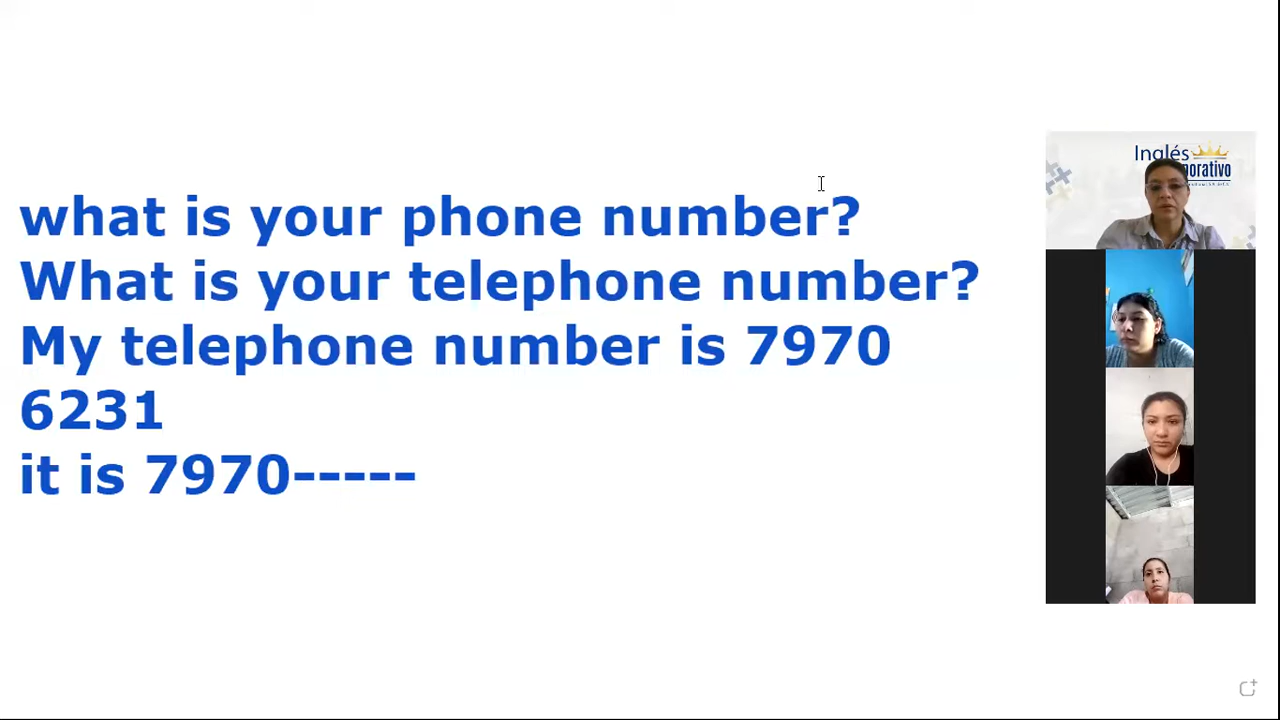 what is your phone number?
What is your telephone number?
My telephone number is 7970
6231
it is 7970-----
Inglés